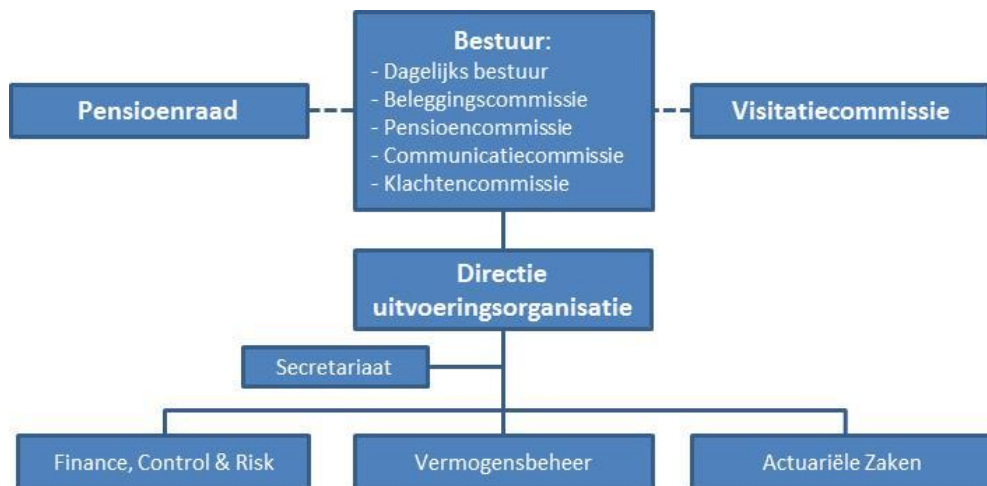 Bestuur:
- Dagelijks bestuur
- Beleggingscommissie
- Pensioencommissie
- Communicatiecommissie
- Klachtencommissie
Pensioenraad
Visitatiecommissie
Directie
uitvoeringsorganisatie
Secretariaat
Finance, Control & Risk
Vermogensbeheer
Actuariële Zaken